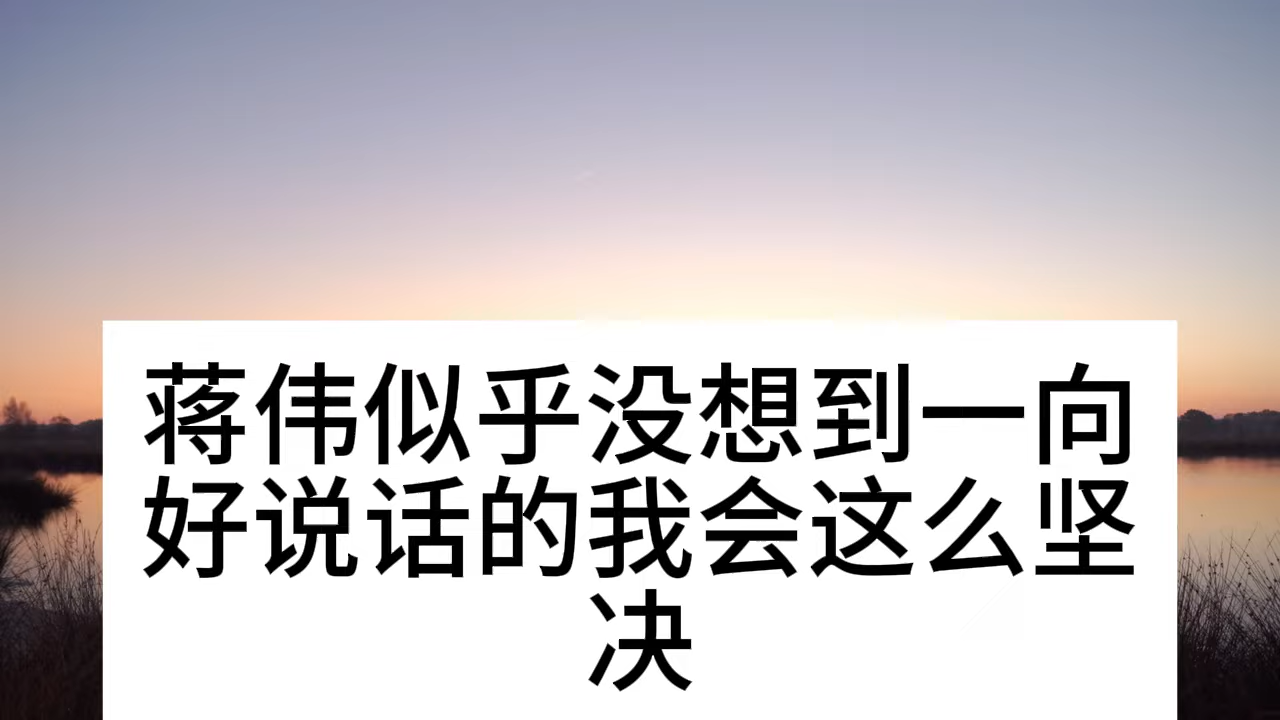 蒋伟似乎没想到一向
好说话的我会这么坚
决